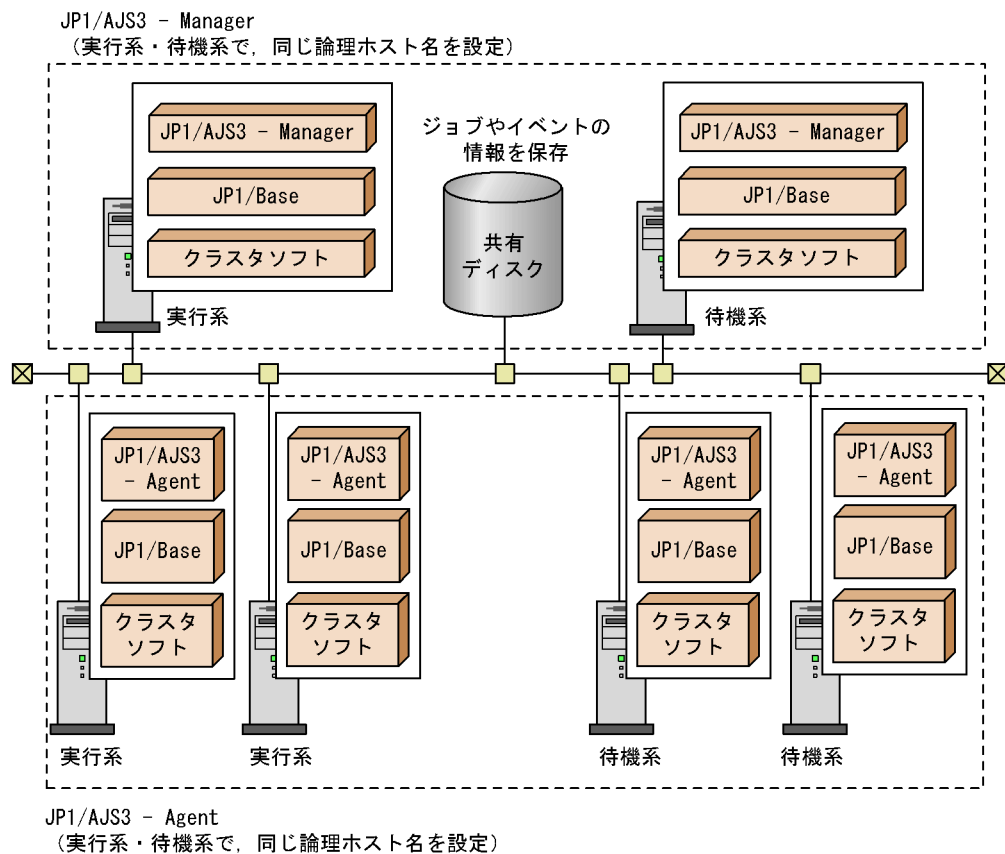 JP1/AJS3 - Manager
（実行系・待機系で，同じ論理ホスト名を設定）
JP1/AJS3 - Manager
JP1/Base
クラスタソフト
実行系
ジョブやイベントの
情報を保存
共有
ディスク
JP1/AJS3 - Manager
JP1/Base
クラスタソフト
待機系
JP1/AJS3
- Agent
JP1/Base
クラスタ
ソフト
実行系
JP1/AJS3
- Agent
JP1/Base
クラスタ
ソフト
実行系
JP1/AJS3
- Agent
JP1/Base
クラスタ
ソフト
待機系
JP1/AJS3
- Agent
JP1/Base
クラスタ
ソフト
待機系
JP1/AJS3 - Agent
（実行系・待機系で，同じ論理ホスト名を設定）